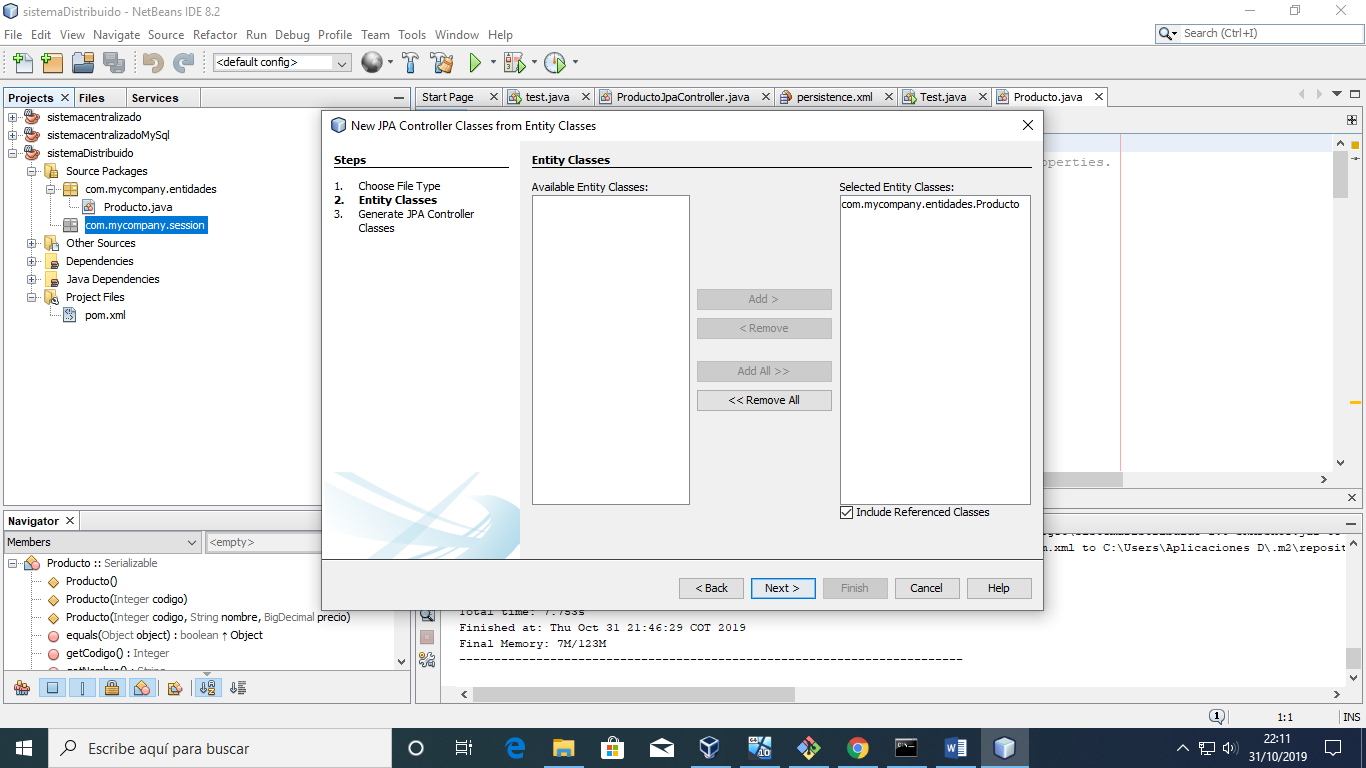 sistemaDistribuido - NetBeans IDE 8.2
File Edit View Navigate Source Refactor Run Debug Profile Team Tools Window Help
Search (Ctrl+I)
<default config>
Projects Files Services
Start Page test.java ProductoJpaController.java persistence.xml Test.java Producto.java
sistemacentralizado
sistemacentralizadoMySql
sistemaDistribuido
Source Packages
com.mycompany.entidades
Producto.java
com.mycompany.session
Other Sources
Dependencies
Java Dependencies
Project Files
pom.xml
operties.
New JPA Controller Classes from Entity Classes
Steps
1. Choose File Type
2. Entity Classes
3. Generate JPA Controller
Classes
Entity Classes
Available Entity Classes:
Selected Entity Classes:
com.mycompany.entidades.Producto
Add >
< Remove
Add All >>
<< Remove All
Include Referenced Classes
< Back Next > Finish Cancel Help
Navigator
Members <empty>
Producto :: Serializable
Producto()
Producto(Integer codigo)
Producto(Integer codigo, String nombre, BigDecimal precio)
equals(Object object) : boolean ↑ Object
getCodigo() : Integer
getNombre() : String
m.xml to C:\Users\Aplicaciones D\.m2\reposit
Total time: 7.753s
Finished at: Thu Oct 31 21:46:29 COT 2019
Final Memory: 7M/123M
------------------------------------------------------------------------
1 1:1 INS
Escribe aquí para buscar
22:11
31/10/2019